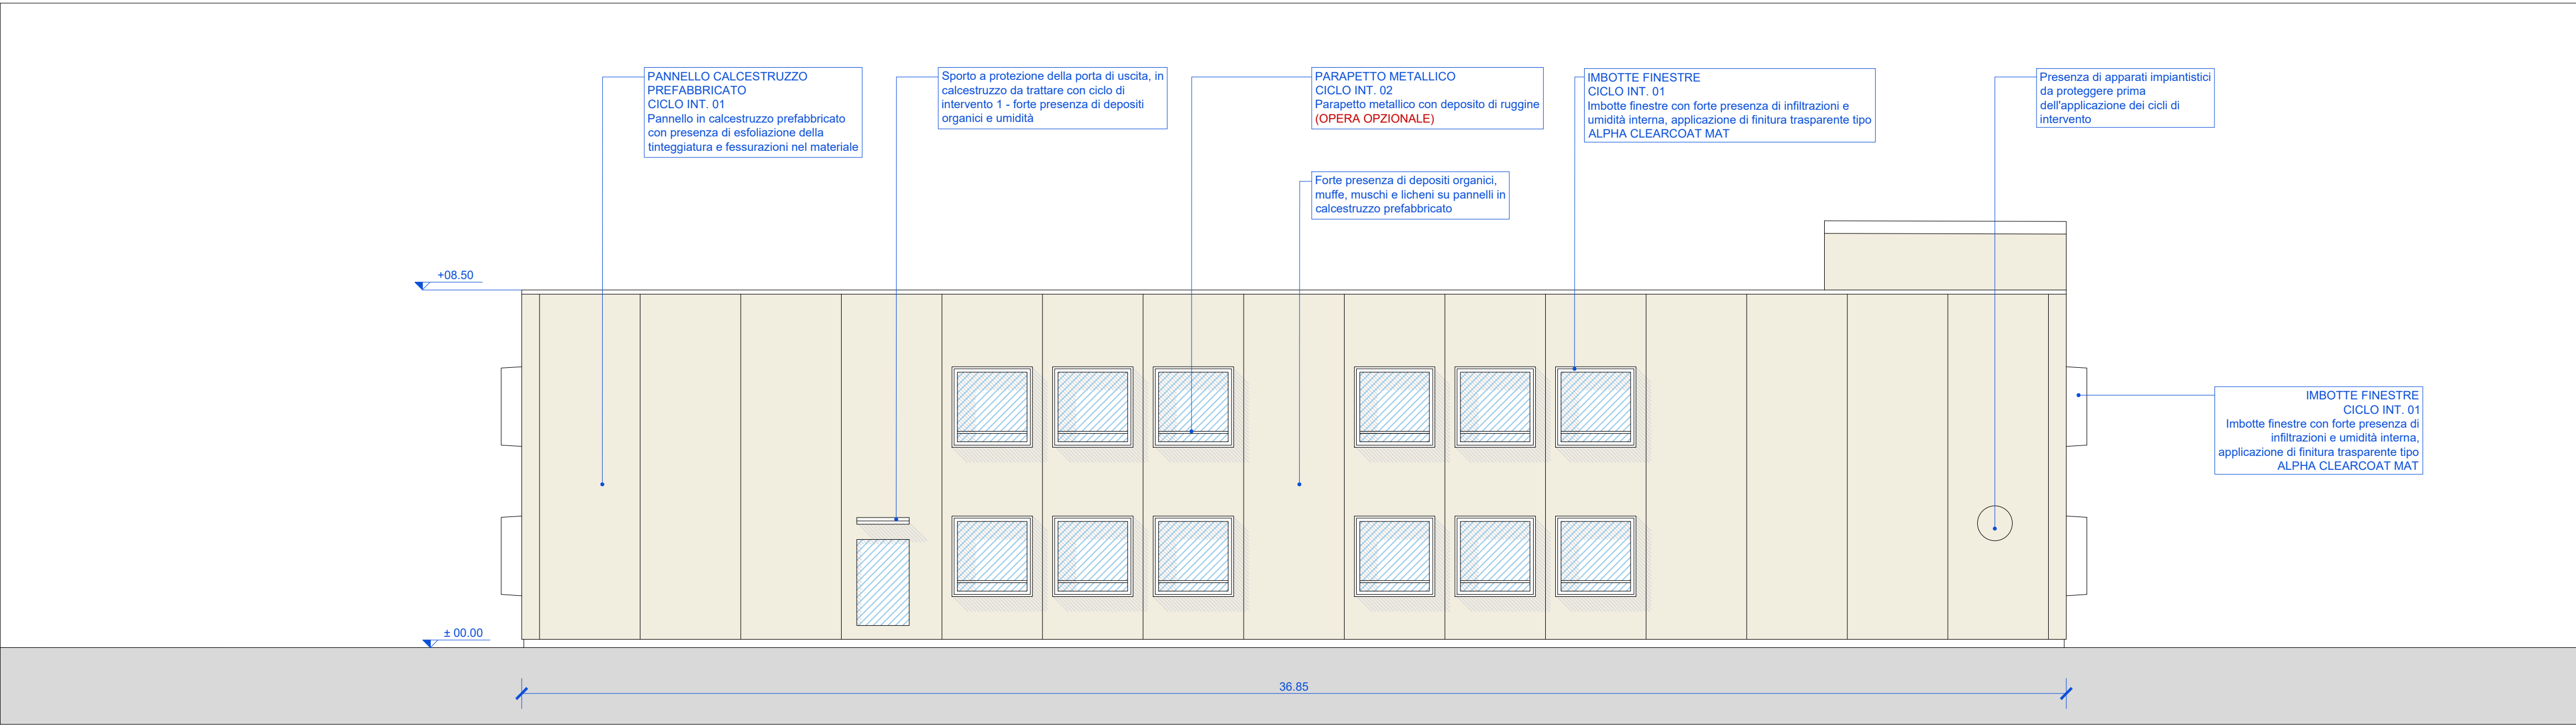 PANNELLO CALCESTRUZZO
PREFABBRICATO
CICLO INT. 01
Pannello in calcestruzzo prefabbricato
con presenza di esfoliazione della
tinteggiatura e fessurazioni nel materiale
Sporto a protezione della porta di uscita, in
calcestruzzo da trattare con ciclo di
intervento 1 - forte presenza di depositi
organici e umidità
PARAPETTO METALLICO
CICLO INT. 02
Parapetto metallico con deposito di ruggine
(OPERA OPZIONALE)
IMBOTTE FINESTRE
CICLO INT. 01
Imbotte finestre con forte presenza di infiltrazioni e
umidità interna, applicazione di finitura trasparente tipo
ALPHA CLEARCOAT MAT
Presenza di apparati impiantistici
da proteggere prima
dell'applicazione dei cicli di
intervento
Forte presenza di depositi organici,
muffe, muschi e licheni su pannelli in
calcestruzzo prefabbricato
+08.50
IMBOTTE FINESTRE
CICLO INT. 01
Imbotte finestre con forte presenza di
infiltrazioni e umidità interna,
applicazione di finitura trasparente tipo
ALPHA CLEARCOAT MAT
± 00.00
36.85